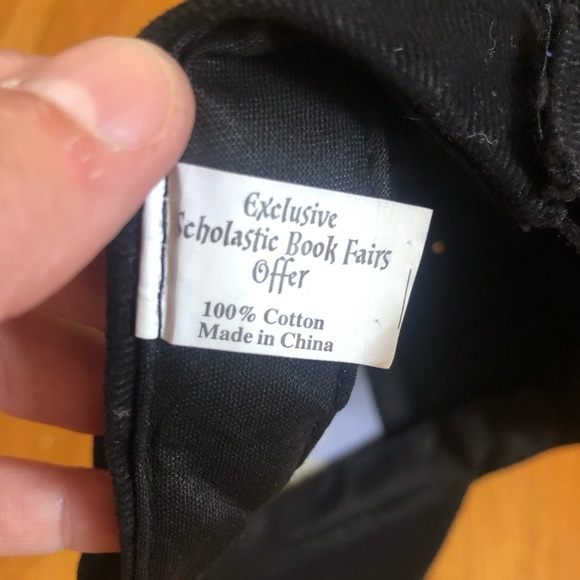 Exclusive
Scholastic Book Fairs
Offer
100% Cotton
Made in China